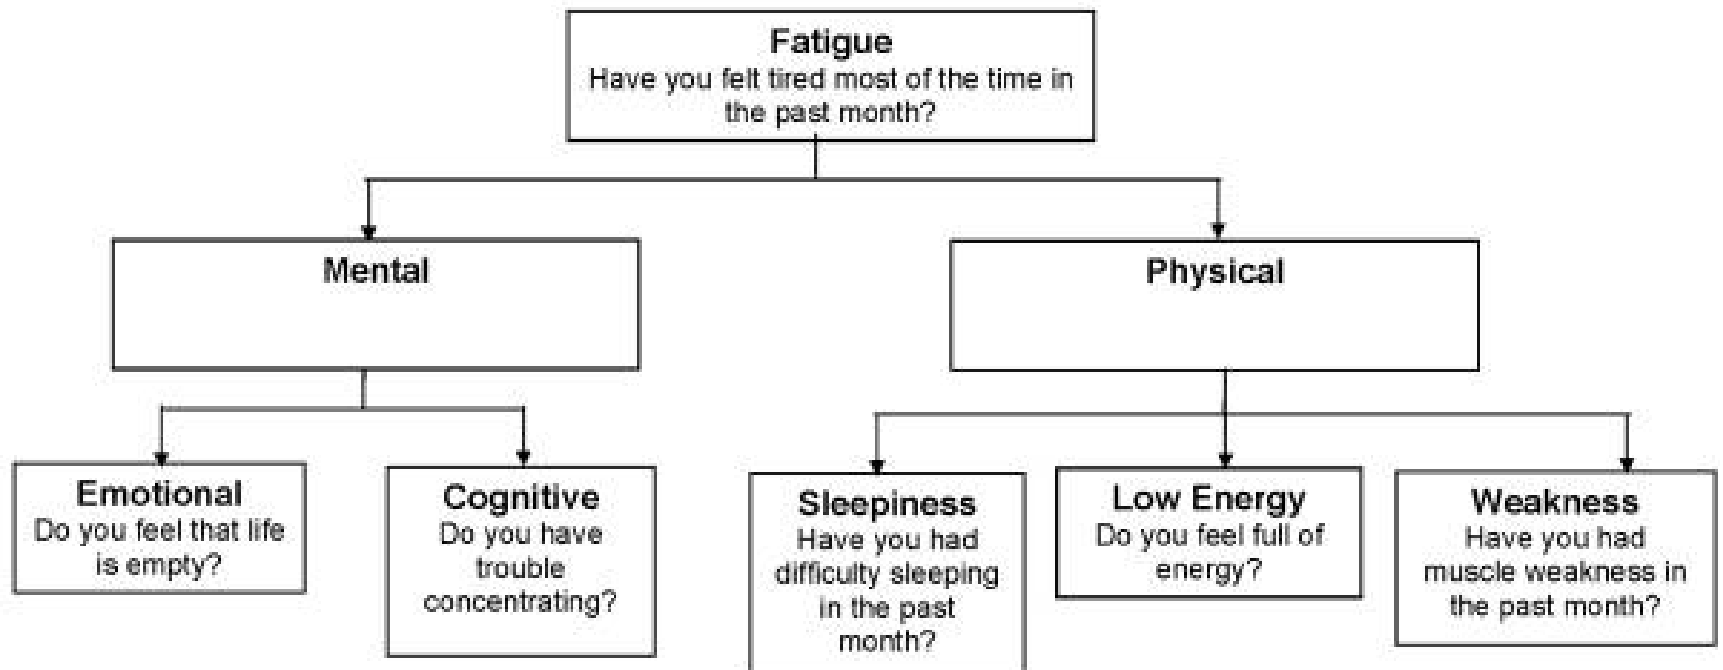 Fatigue
Have you felt tired most of the time in
the past month?
Mental
Physical
Emotional
Do you feel that life
is empty?
Cognitive
Do you have
trouble
concentrating?
Sleepiness
Have you had
difficulty sleeping
in the past
month?
Low Energy
Do you feel full of
energy?
Weakness
Have you had
muscle weakness in
the past month?